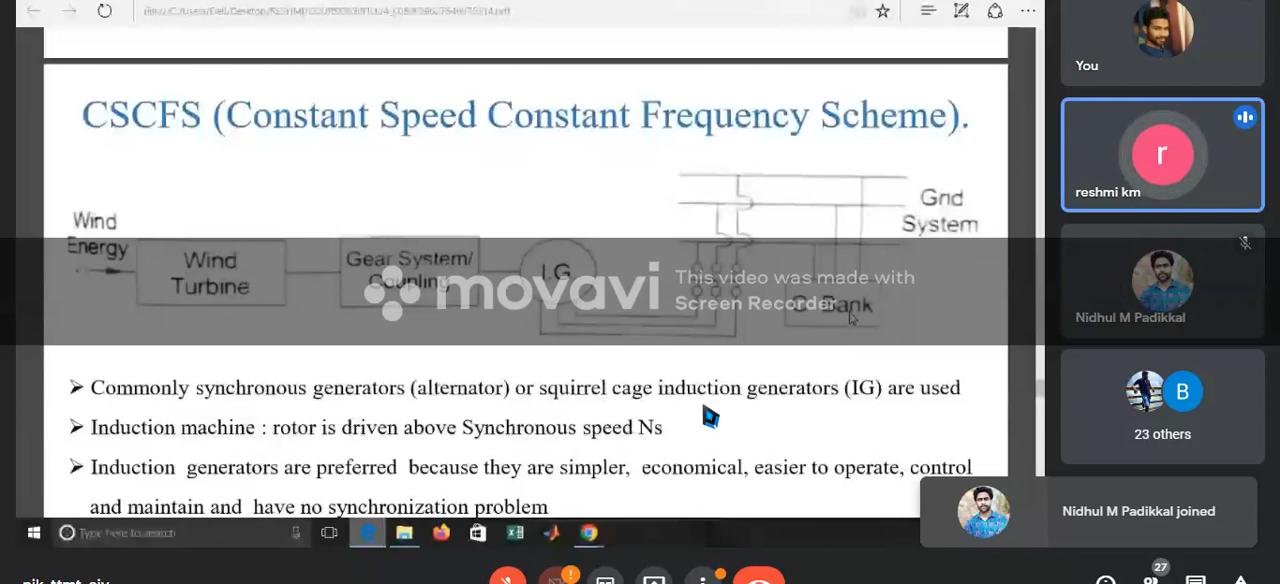 You
CSCFS (Constant Speed Constant Frequency Scheme).
reshmi km
Wind
Energy
Wind
Turbine
Gear System/
Coupling
I.G
Grid
System
Bank
movavi
This video was made with
Screen Recorder
Nidhul M Padikkal
➢ Commonly synchronous generators (alternator) or squirrel cage induction generators (IG) are used
➢ Induction machine : rotor is driven above Synchronous speed Ns
➢ Induction generators are preferred because they are simpler, economical, easier to operate, control
and maintain and have no synchronization problem
r
B
23 others
Nidhul M Padikkal joined
Type here to search
27